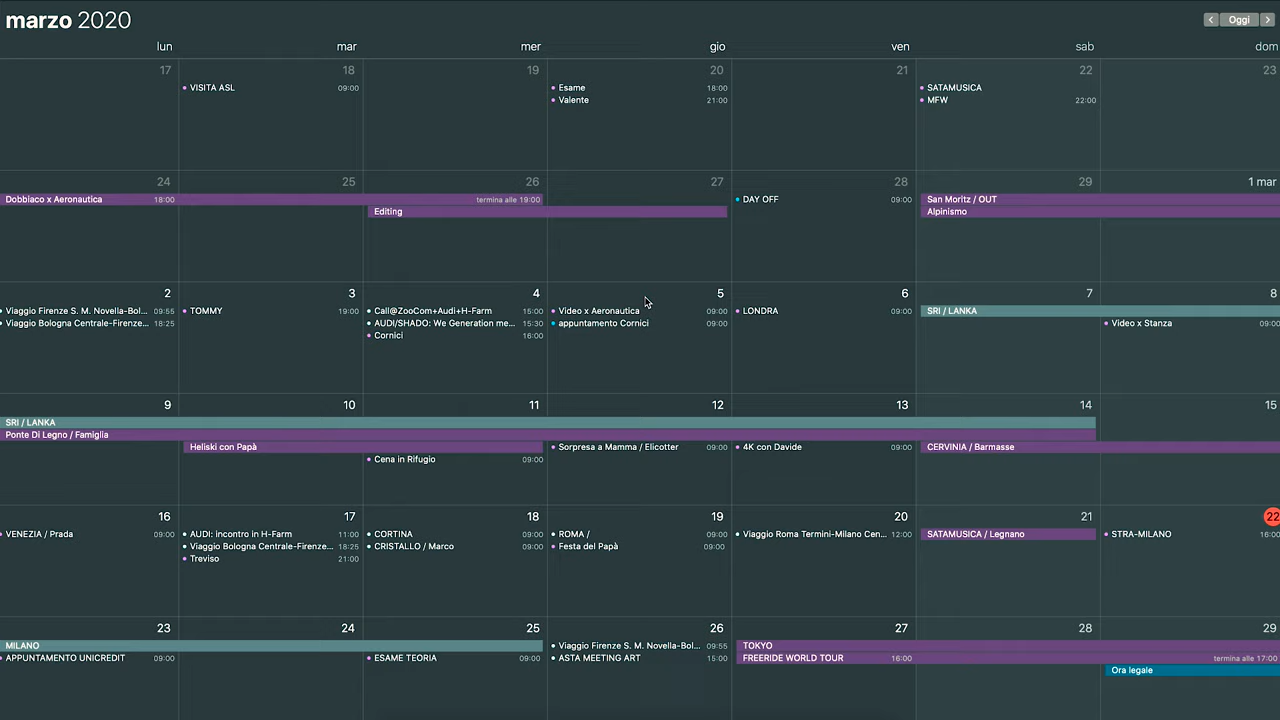 marzo 2020
Oggi
lun mar mer gio ven sab dom
17 18 19 20 21 22 23
VISITA ASL 09:00
Esame 18:00
Valente 21:00
SATAMUSICA
MFW 22:00
24 25 26 27 28 29 1 mar
Dobbiaco x Aeronautica 18:00 termina alle 19:00
Editing
DAY OFF 09:00
San Moritz / OUT
Alpinismo
2 3 4 5 6 7 8
Viaggio Firenze S. M. Novella-Bol... 09:55
Viaggio Bologna Centrale-Firenze... 18:25
TOMMY 19:00
Call@ZooCom+Audi+H-Farm 15:00
AUDI/SHADO: We Generation me... 15:30
Cornici 16:00
Video x Aeronautica 09:00
appuntamento Cornici 09:00
LONDRA 09:00
SRI / LANKA
Video x Stanza 09:00
9 10 11 12 13 14 15
SRI / LANKA
Ponte Di Legno / Famiglia
Heliski con Papà
Cena in Rifugio 09:00
Sorpresa a Mamma / Elicotter 09:00
4K con Davide 09:00
CERVINIA / Barmasse
16 17 18 19 20 21 22
VENEZIA / Prada 09:00
AUDI: incontro in H-Farm 11:00
Viaggio Bologna Centrale-Firenze... 18:25
Treviso 21:00
CORTINA 09:00
CRISTALLO / Marco 09:00
ROMA / 09:00
Festa del Papà 09:00
Viaggio Roma Termini-Milano Cen... 12:00
SATAMUSICA / Legnano
STRA-MILANO 16:00
23 24 25 26 27 28 29
MILANO
APPUNTAMENTO UNICREDIT 09:00
ESAME TEORIA 09:00
Viaggio Firenze S. M. Novella-Bol... 09:55
ASTA MEETING ART 15:00
TOKYO
FREERIDE WORLD TOUR 16:00 termina alle 17:00
Ora legale